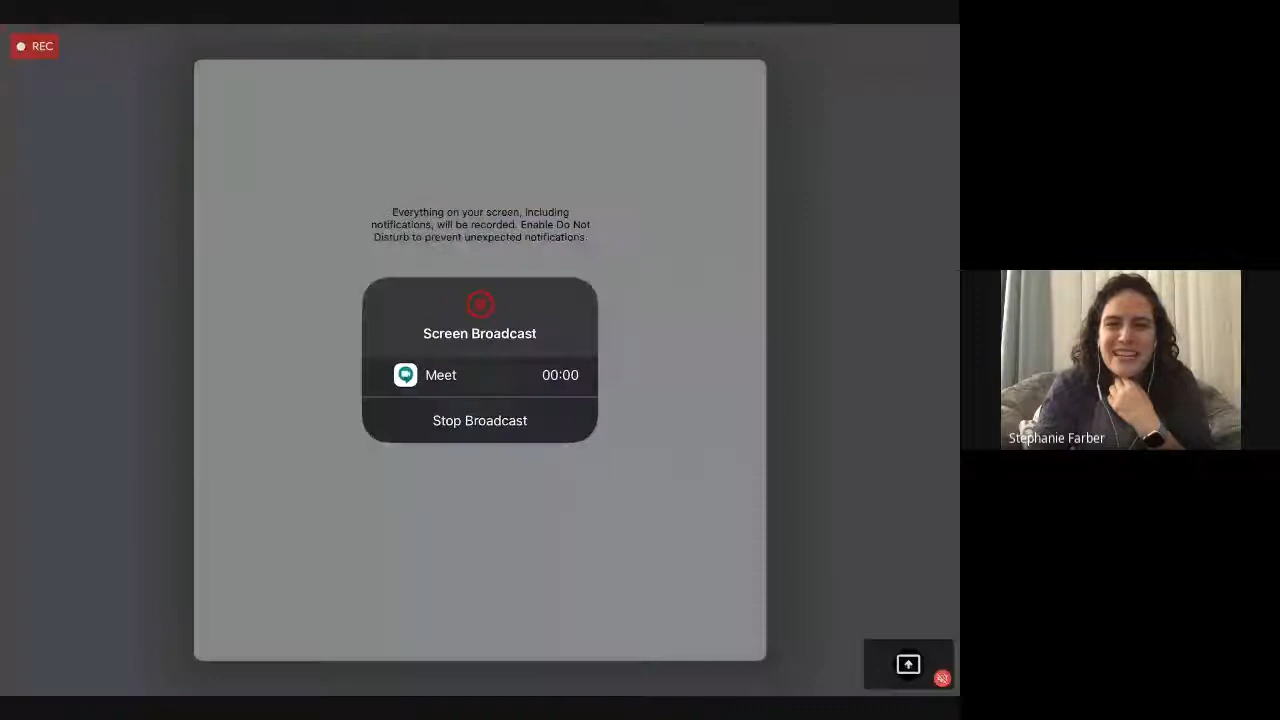 REC
Everything on your screen, including
notifications, will be recorded. Enable Do Not
Disturb to prevent unexpected notifications.
Screen Broadcast
Meet 00:00
Stop Broadcast
Stephanie Farber